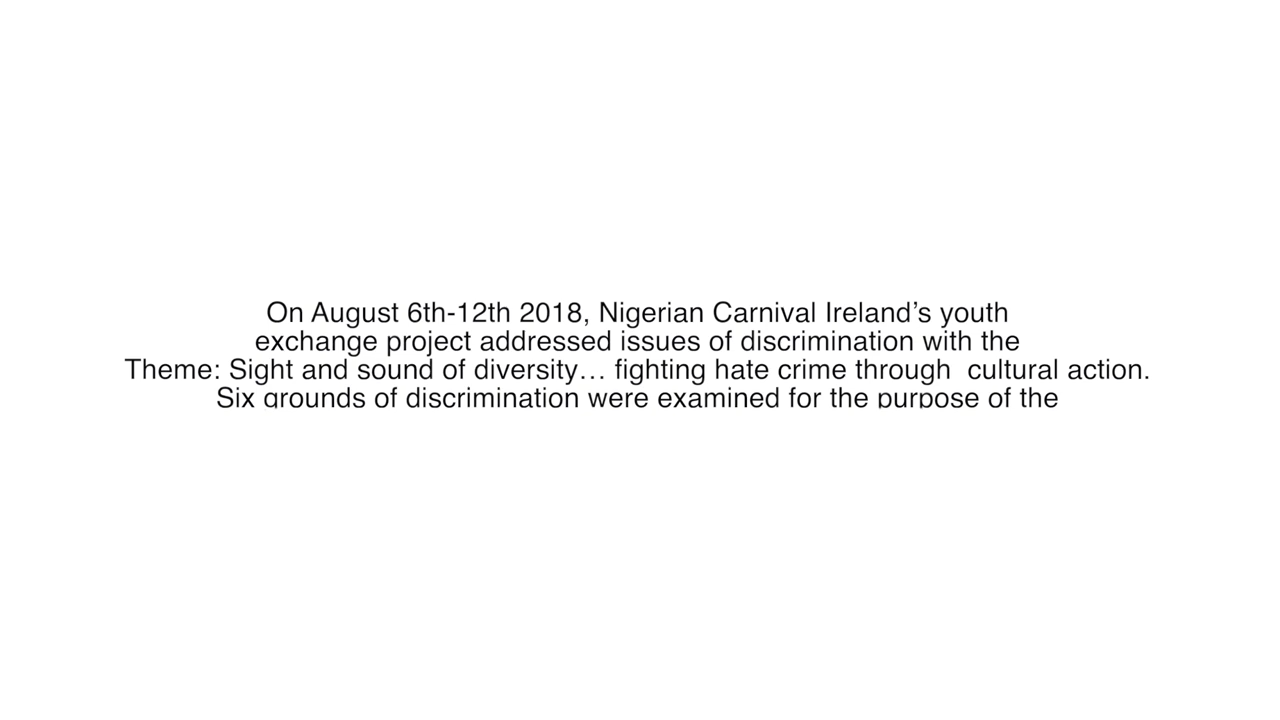 On August 6th-12th 2018, Nigerian Carnival Ireland’s youth
exchange project addressed issues of discrimination with the
Theme: Sight and sound of diversity… fighting hate crime through  cultural action.
Six grounds of discrimination were examined for the purpose of the